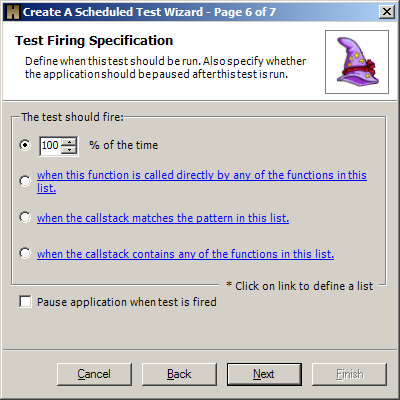 Create A Scheduled Test Wizard - Page 6 of 7
Test Firing Specification
Define when this test should be run. Also specify whether
the application should be paused after this test is run.
The test should fire:
100 % of the time
when this function is called directly by any of the functions in this
list.
when the callstack matches the pattern in this list.
when the callstack contains any of the functions in this list.
* Click on link to define a list
Pause application when test is fired
Cancel
Back
Next
Finish